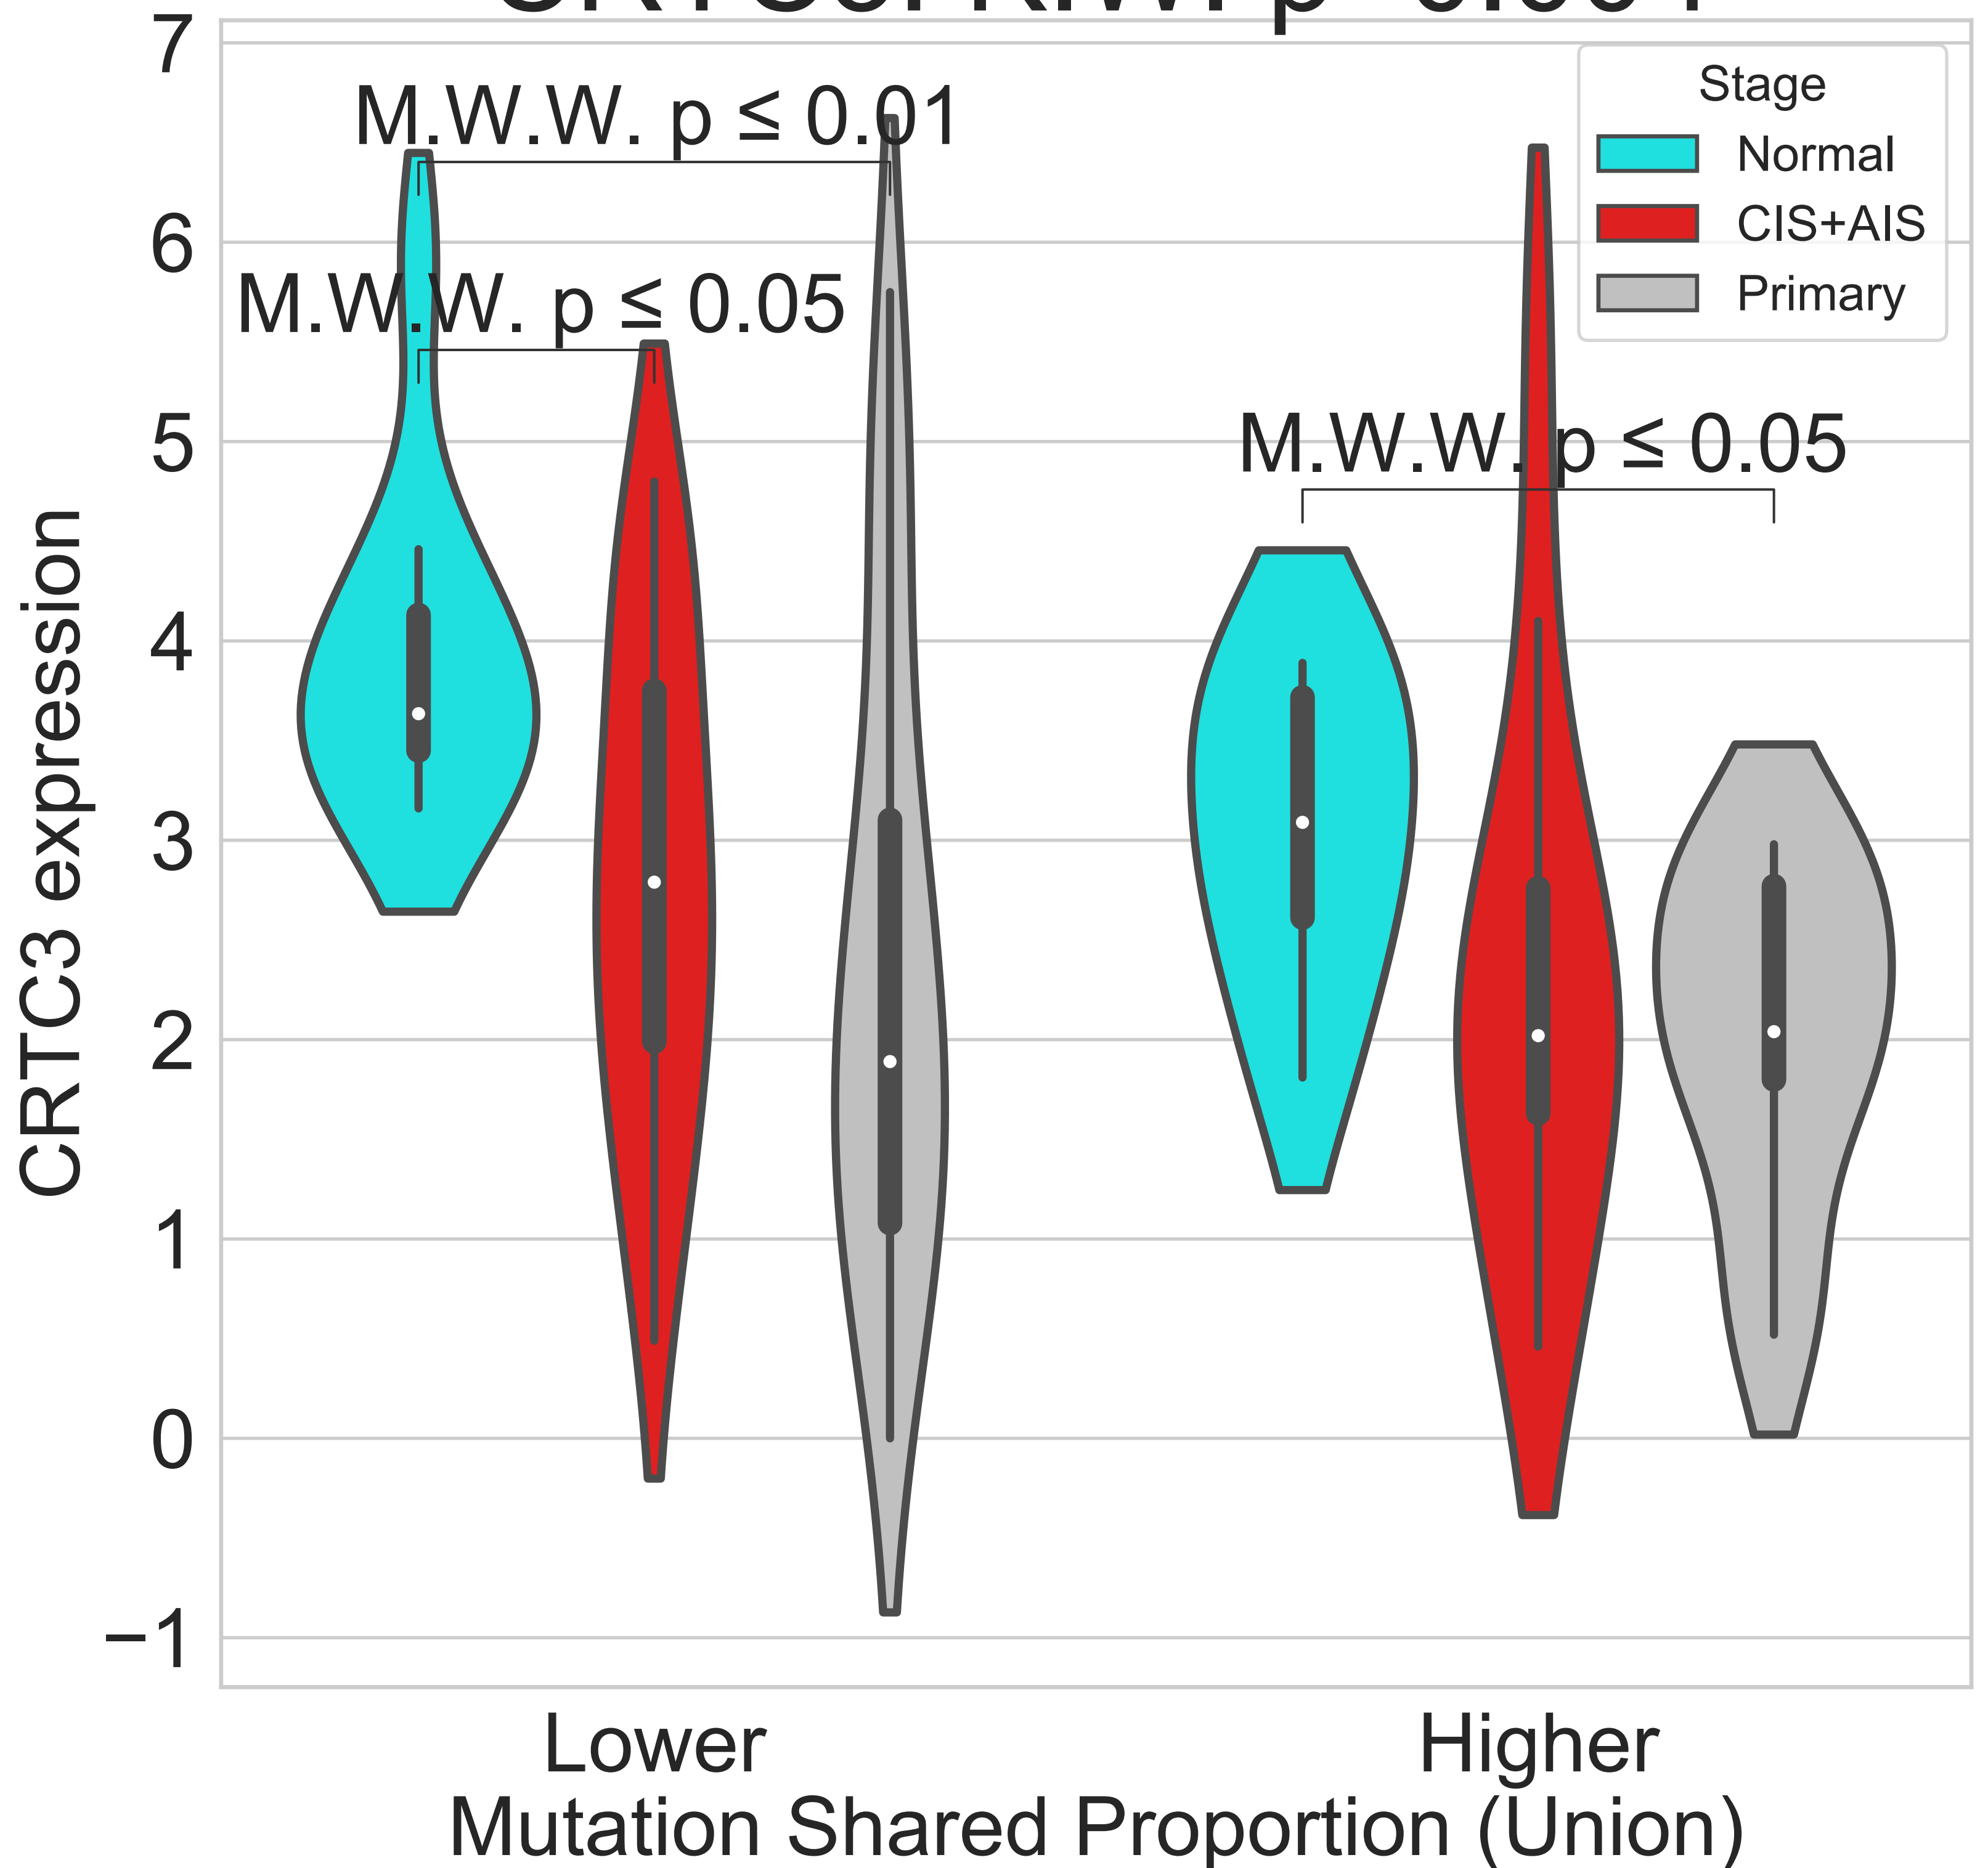 7
6
5
4
3
2
1
0
−1
CRTC3 expression
M.W.W. p ≤ 0.01
M.W.W. p ≤ 0.05
M.W.W. p ≤ 0.05
Stage
Normal
CIS+AIS
Primary
Lower
Higher
Mutation Shared Proportion (Union)